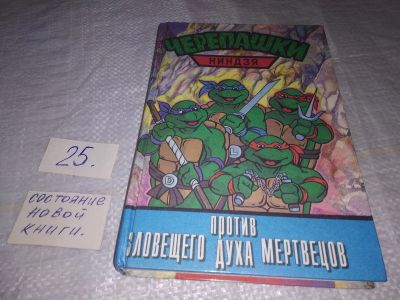 ЧЕРЕПАШКИ
НИНДЗЯ
25.
состояние
новой
книги.
против
ЗЛОВЕЩЕГО ДУХА МЕРТВЕЦОВ